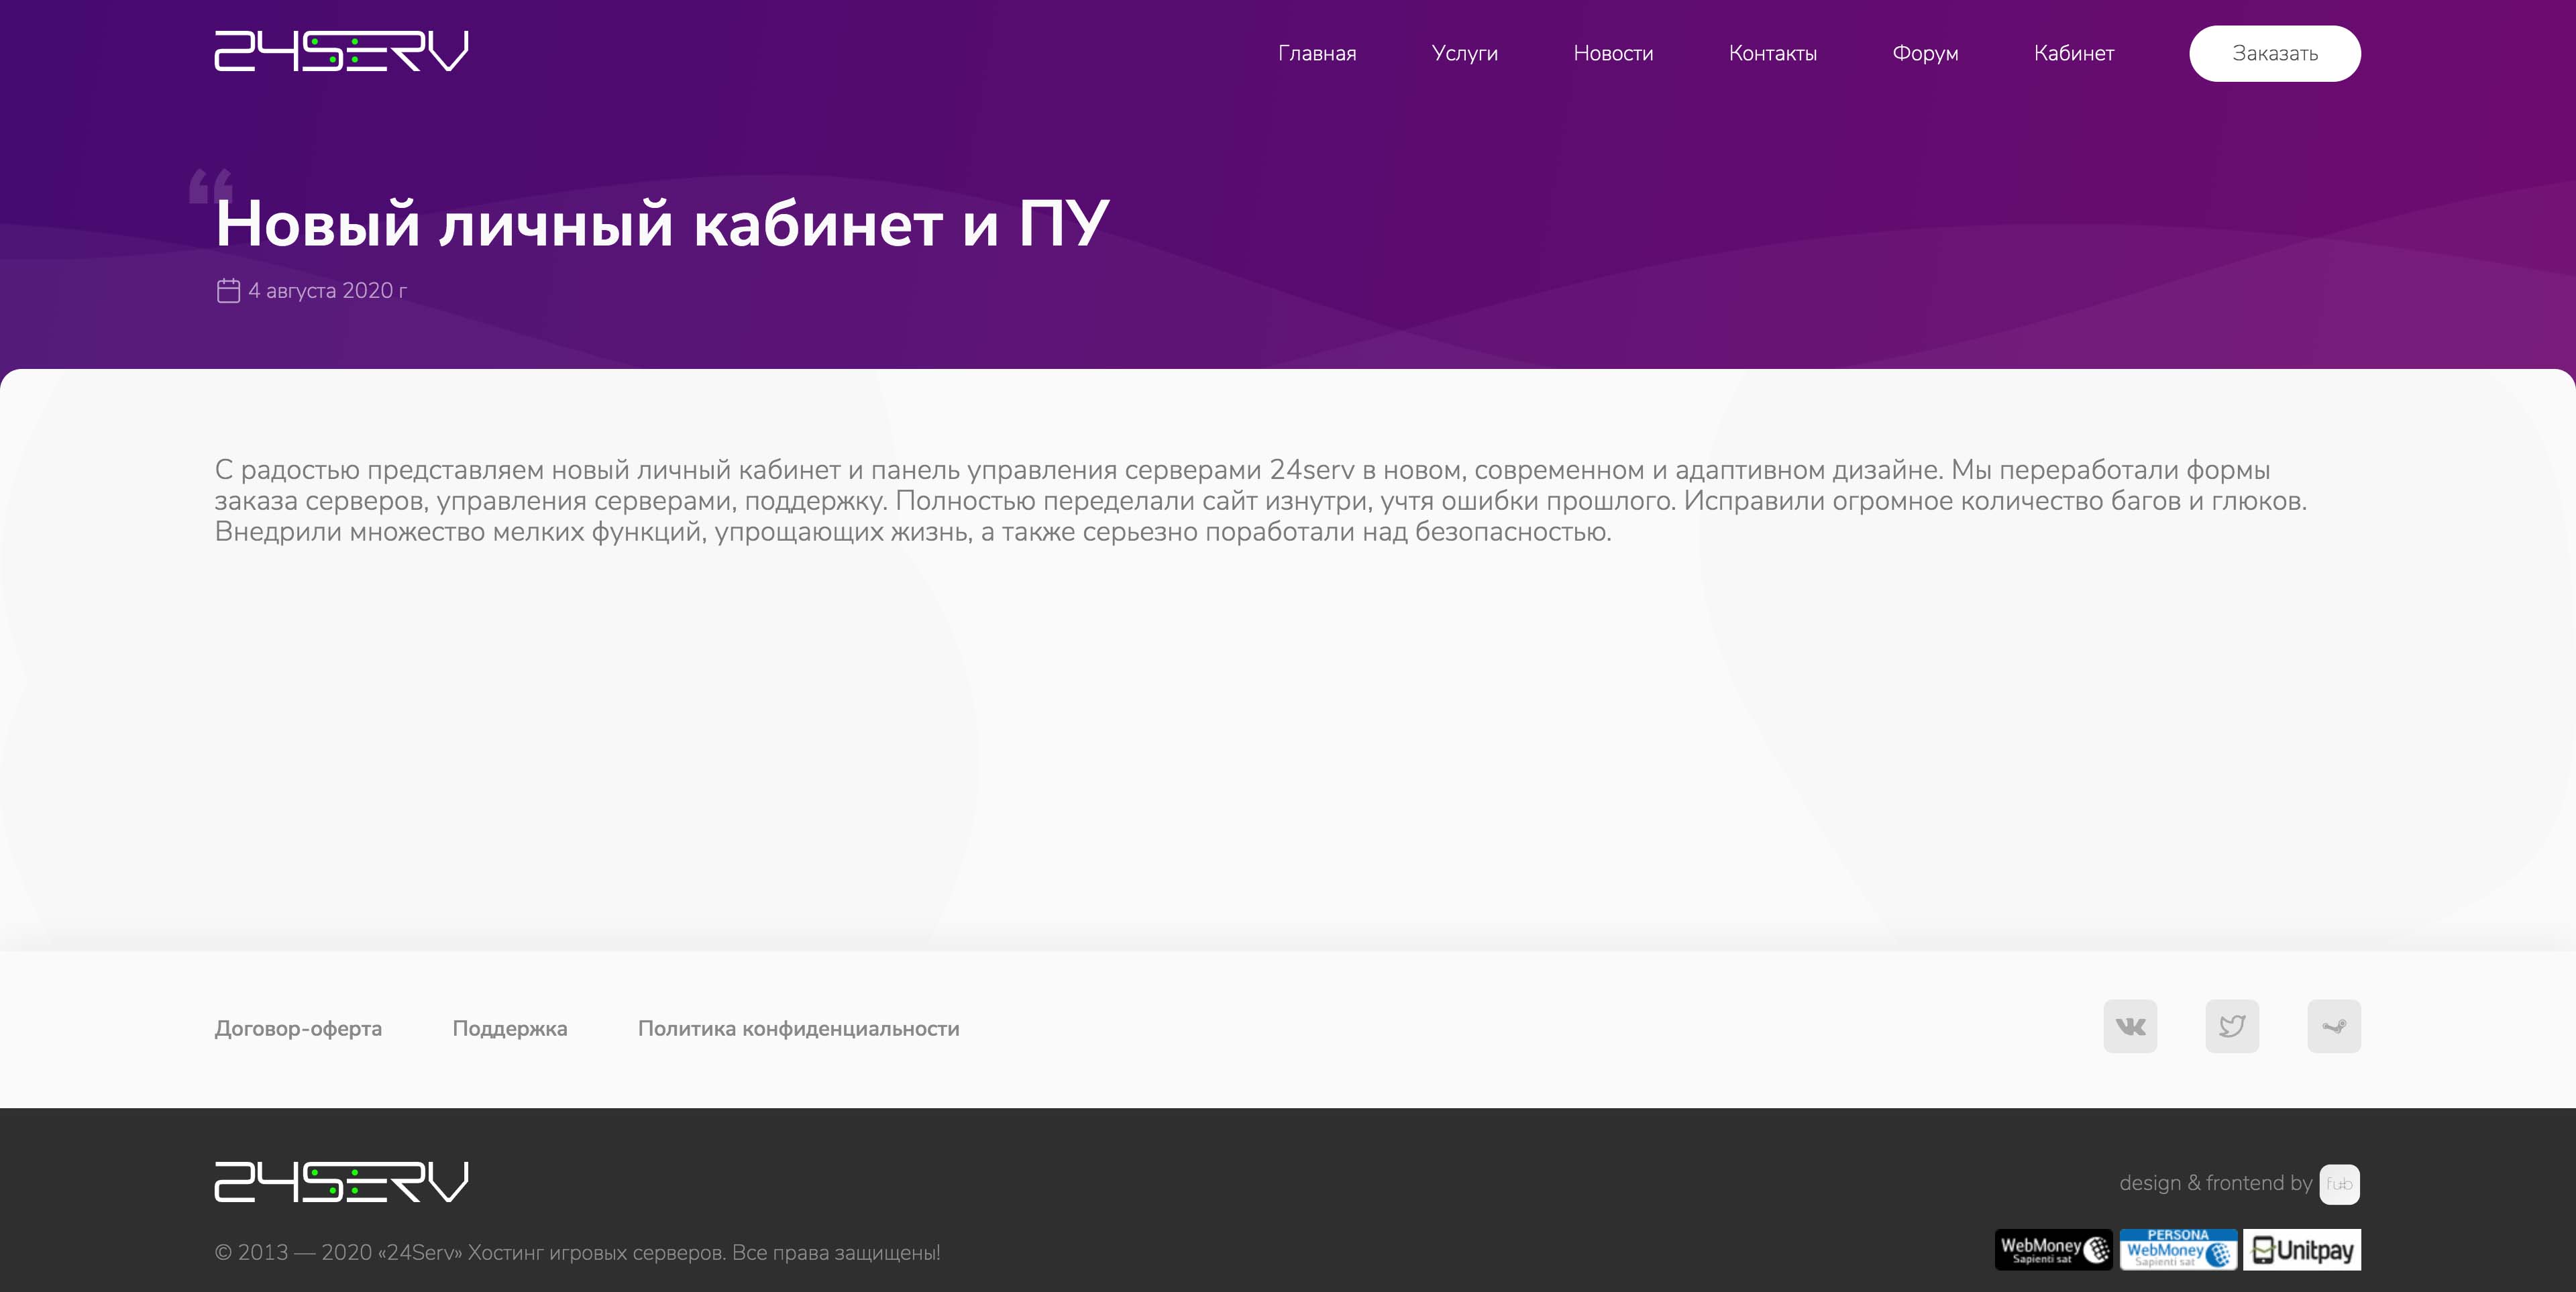 24SERV
Главная Услуги Новости Контакты Форум Кабинет Заказать
“
Новый личный кабинет и ПУ
4 августа 2020 г
С радостью представляем новый личный кабинет и панель управления серверами 24serv в новом, современном и адаптивном дизайне. Мы переработали формы
заказа серверов, управления серверами, поддержку. Полностью переделали сайт изнутри, учтя ошибки прошлого. Исправили огромное количество багов и глюков.
Внедрили множество мелких функций, упрощающих жизнь, а также серьезно поработали над безопасностью.
Договор-оферта Поддержка Политика конфиденциальности
24SERV
design & frontend by fub
© 2013 — 2020 «24Serv» Хостинг игровых серверов. Все права защищены!
WebMoney
Sapienti sat
PERSONA
WebMoney
Sapienti sat
Unitpay